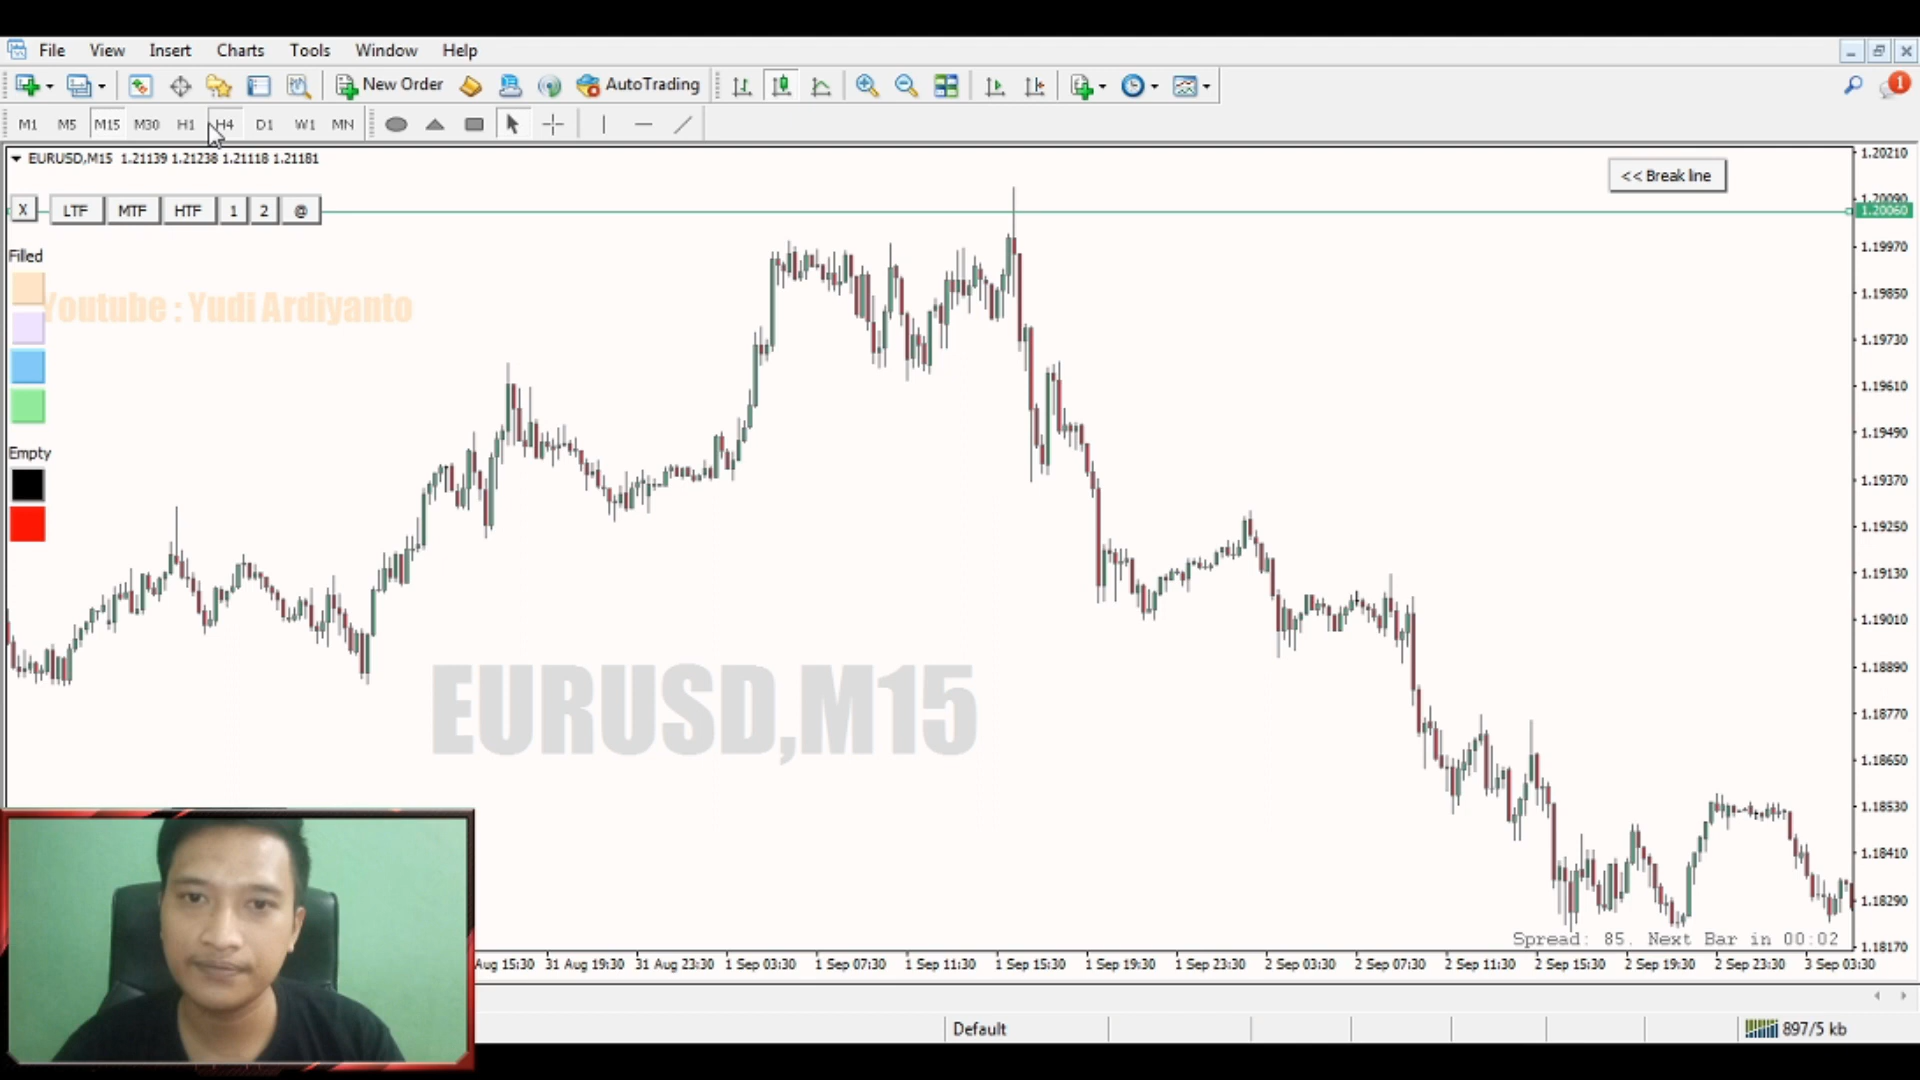 File View Insert Charts Tools Window Help
New Order AutoTrading 1
M1 M5 M15 M30 H1 H4 D1 W1 MN
EURUSD,M15 1.21139 1.21238 1.21118 1.21181
1.20210
<< Break line
1.20090
X LTF MTF HTF 1 2 @
1.20060
1.19970
Filled
1.19850
Youtube : Yudi Ardiyanto
1.19730
1.19610
1.19490
Empty
1.19370
1.19250
1.19130
1.19010
1.18890
EURUSD,M15
1.18770
1.18650
1.18530
1.18410
1.18290
Spread: 85. Next Bar in 00:02
1.18170
Aug 15:30 31 Aug 19:30 31 Aug 23:30 1 Sep 03:30 1 Sep 07:30 1 Sep 11:30 1 Sep 15:30 1 Sep 19:30 1 Sep 23:30 2 Sep 03:30 2 Sep 07:30 2 Sep 11:30 2 Sep 15:30 2 Sep 19:30 2 Sep 23:30 3 Sep 03:30
Default 897/5 kb